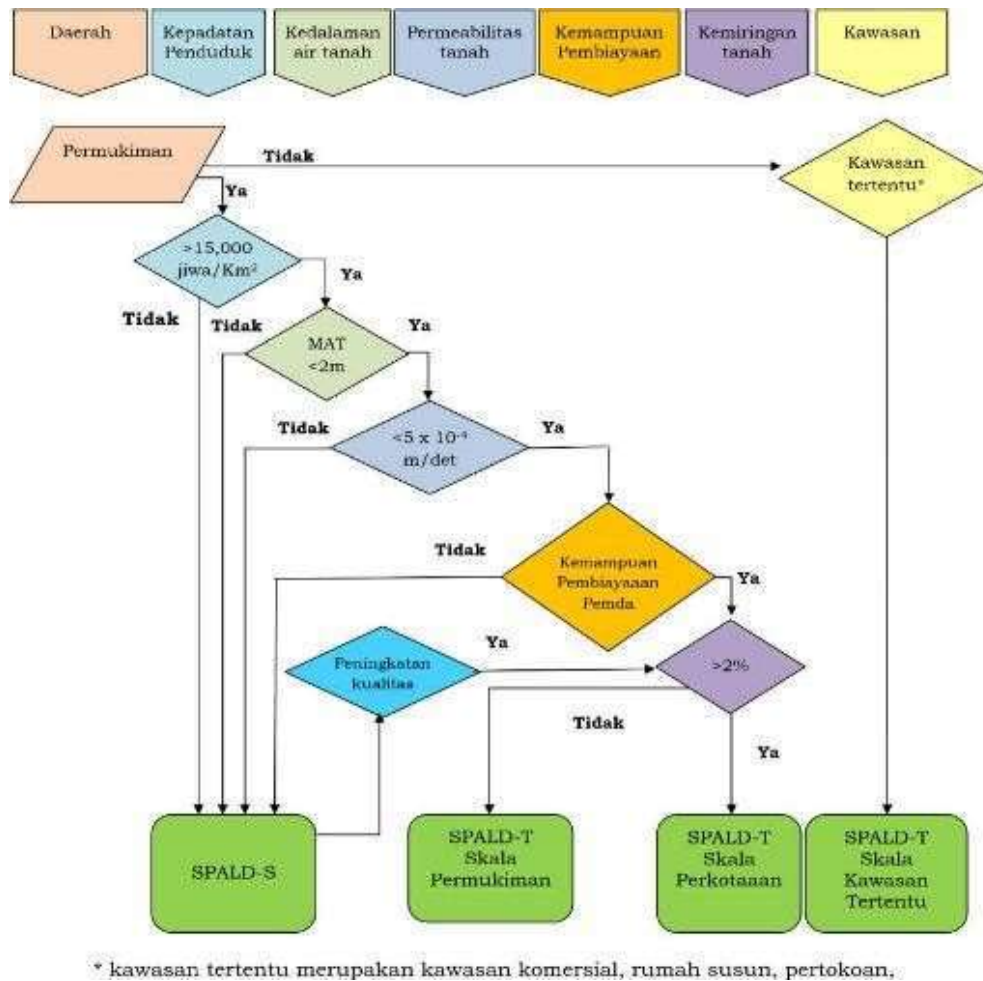 Daerah
Kepadatan
Penduduk
Kedalaman
air tanah
Permeabilitas
tanah
Kemampuan
Pembiayaan
Kemiringan
tanah
Kawasan
Permukiman
Tidak
Kawasan
tertentu*
Ya
>15,000
jiwa/Km²
Ya
Tidak
Tidak
MAT
<2m
Ya
Tidak
<5 x 10⁻⁴
m/det
Ya
Tidak
Kemampuan
Pembiayaaan
Pemda
Ya
Peningkatan
kualitas
Ya
>2%
Tidak
Ya
SPALD-S
SPALD-T
Skala
Permukiman
SPALD-T
Skala
Perkotaaan
SPALD-T
Skala
Kawasan
Tertentu
* kawasan tertentu merupakan kawasan komersial, rumah susun, pertokoan,